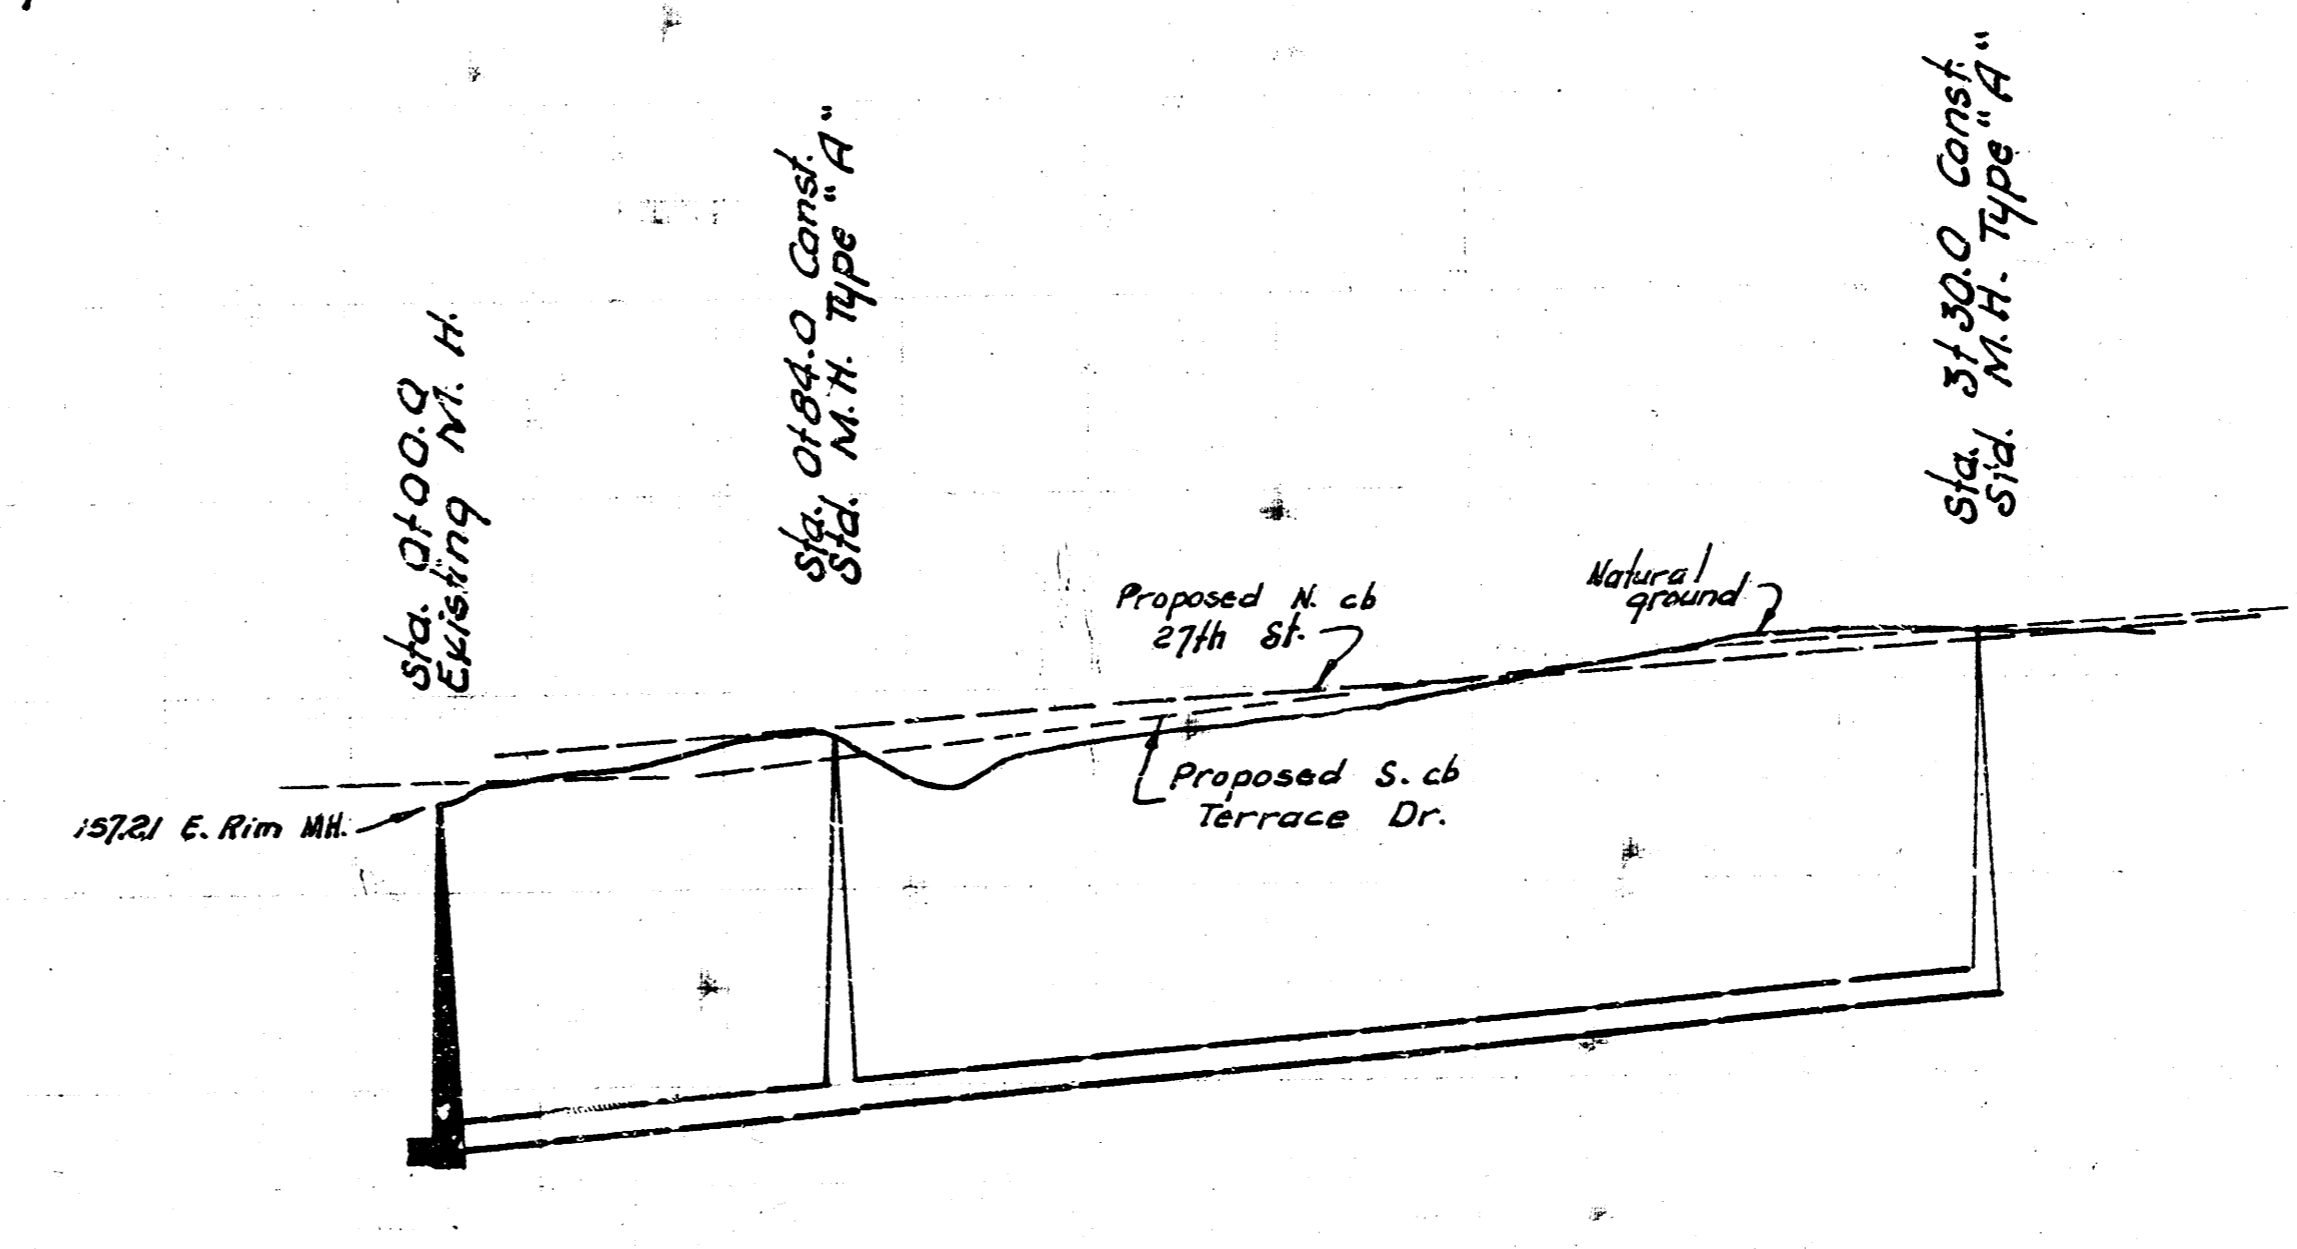 Sta. 0+00.0
Existing M. H.
Sta. 0+84.0 Const.
Std. M.H. Type "A"
Sta. 3+30.0 Const.
Std. M.H. Type "A"
Proposed N. cb
27th St.
Natural
ground
Proposed S. cb
Terrace Dr.
157.21 E. Rim MH.